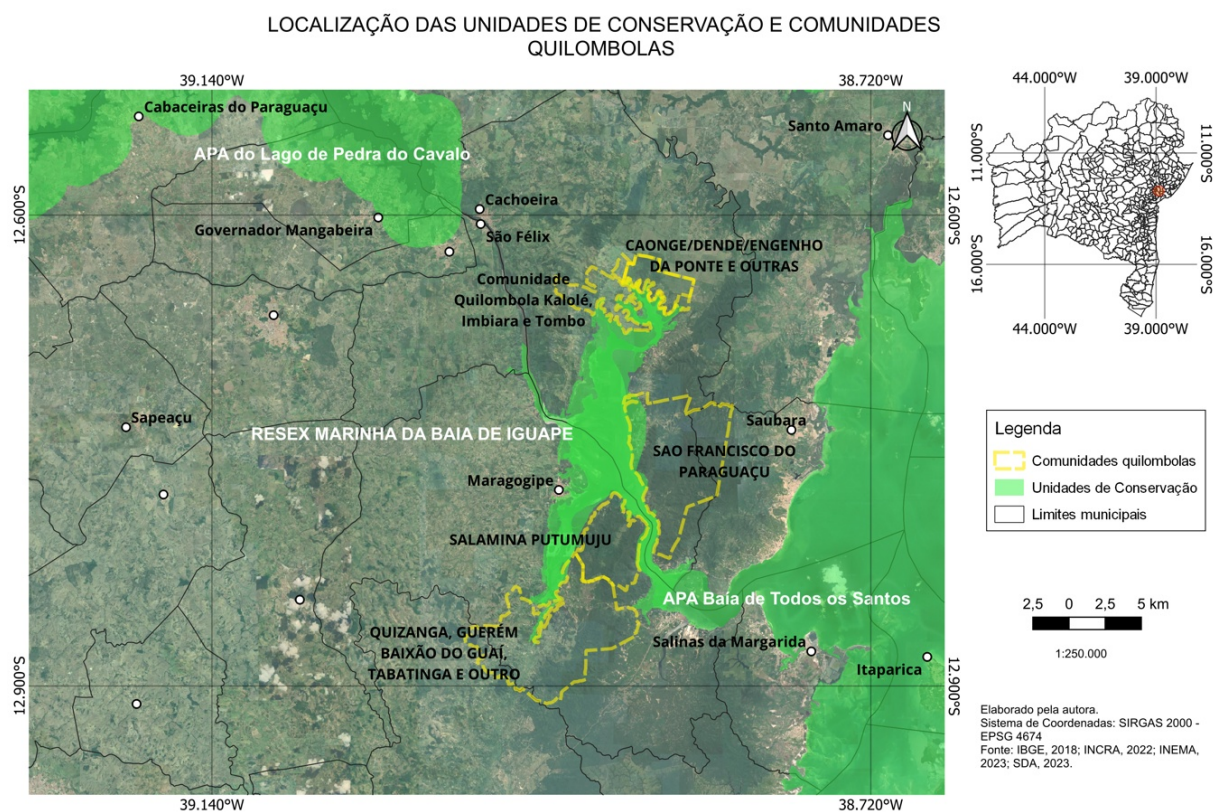 LOCALIZAÇÃO DAS UNIDADES DE CONSERVAÇÃO E COMUNIDADES
QUILOMBOLAS
39.140°W
38.720°W
12.600°S
12.900°S
12.600°S
12.900°S
39.140°W
38.720°W
Cabaceiras do Paraguaçu
APA do Lago de Pedra do Cavalo
Santo Amaro
N
Cachoeira
Governador Mangabeira
São Félix
CAONGE/DENDE/ENGENHO
DA PONTE E OUTRAS
Comunidade
Quilombola Kalolé,
Imbiara e Tombo
Sapeaçu
RESEX MARINHA DA BAIA DE IGUAPE
Saubara
SAO FRANCISCO DO
PARAGUAÇU
Maragogipe
SALAMINA PUTUMUJU
APA Baía de Todos os Santos
QUIZANGA, GUERÉM
BAIXÃO DO GUAÍ,
TABATINGA E OUTRO
Salinas da Margarida
Itaparica
44.000°W
39.000°W
11.000°S
16.000°S
11.000°S
16.000°S
44.000°W
39.000°W
Legenda
Comunidades quilombolas
Unidades de Conservação
Limites municipais
2,5 0 2,5 5 km
1:250.000
Elaborado pela autora.
Sistema de Coordenadas: SIRGAS 2000 -
EPSG 4674
Fonte: IBGE, 2018; INCRA, 2022; INEMA,
2023; SDA, 2023.